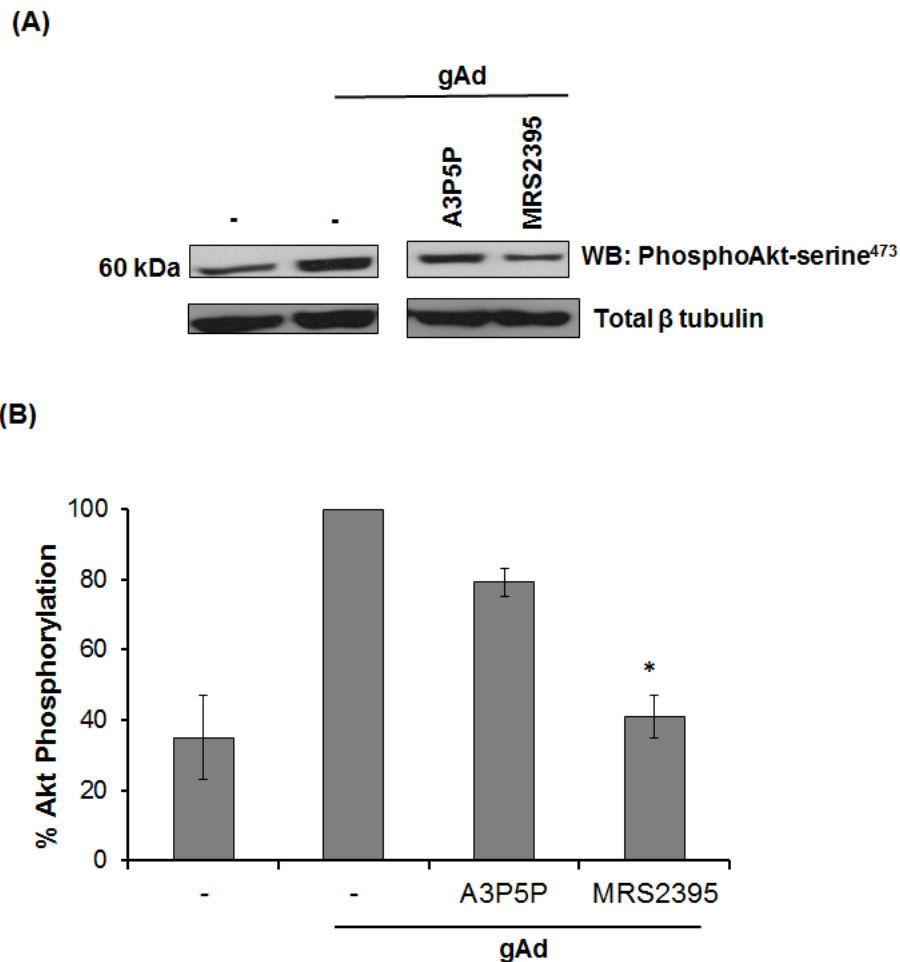 (A)
gAd
- - A3P5P MRS2395
60 kDa WB: PhosphoAkt-serine⁴⁷³
Total β tubulin
(B)
% Akt Phosphorylation
100
80
60
40
20
0
*
- - A3P5P MRS2395
gAd